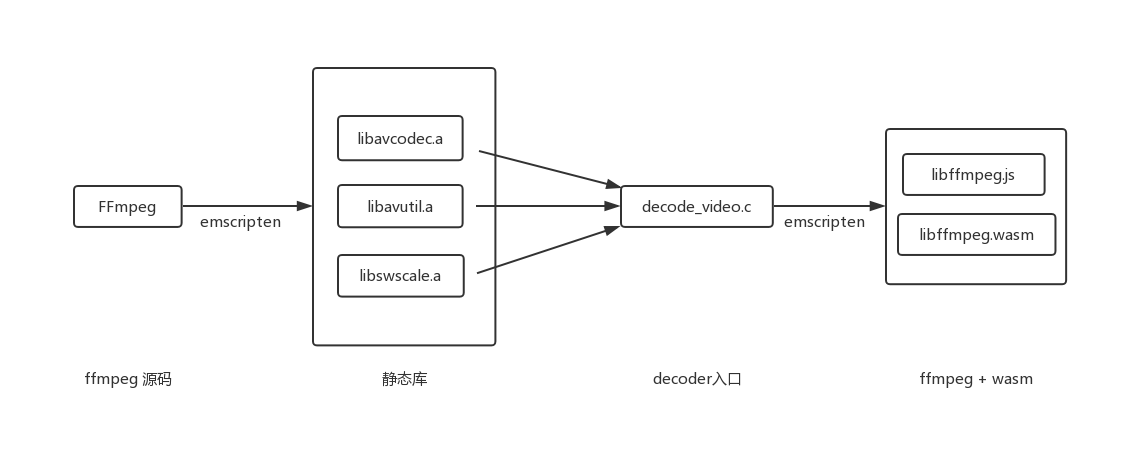 FFmpeg
emscripten
libavcodec.a
libavutil.a
libswscale.a
decode_video.c
emscripten
libffmpeg.js
libffmpeg.wasm
ffmpeg 源码
静态库
decoder入口
ffmpeg + wasm